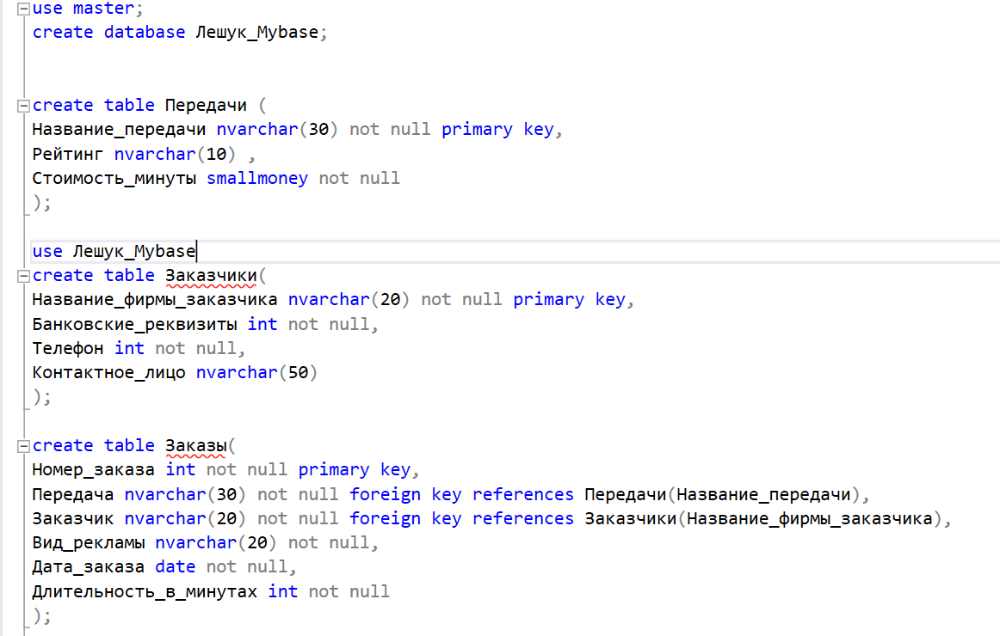 use master;
create database Лешук_Mybase;
create table Передачи (
Название_передачи nvarchar(30) not null primary key,
Рейтинг nvarchar(10) ,
Стоимость_минуты smallmoney not null
);
use Лешук_Mybase
create table Заказчики(
Название_фирмы_заказчика nvarchar(20) not null primary key,
Банковские_реквизиты int not null,
Телефон int not null,
Контактное_лицо nvarchar(50)
);
create table Заказы(
Номер_заказа int not null primary key,
Передача nvarchar(30) not null foreign key references Передачи(Название_передачи),
Заказчик nvarchar(20) not null foreign key references Заказчики(Название_фирмы_заказчика),
Вид_рекламы nvarchar(20) not null,
Дата_заказа date not null,
Длительность_в_минутах int not null
);